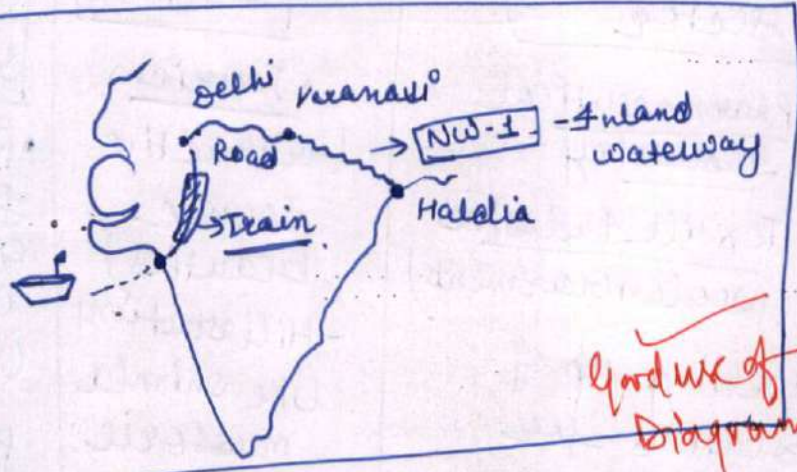 Delhi
Varanasi
Road
→ NW-1 - Inland
waterway
Haldia
→ Train
Good use of
Diagram